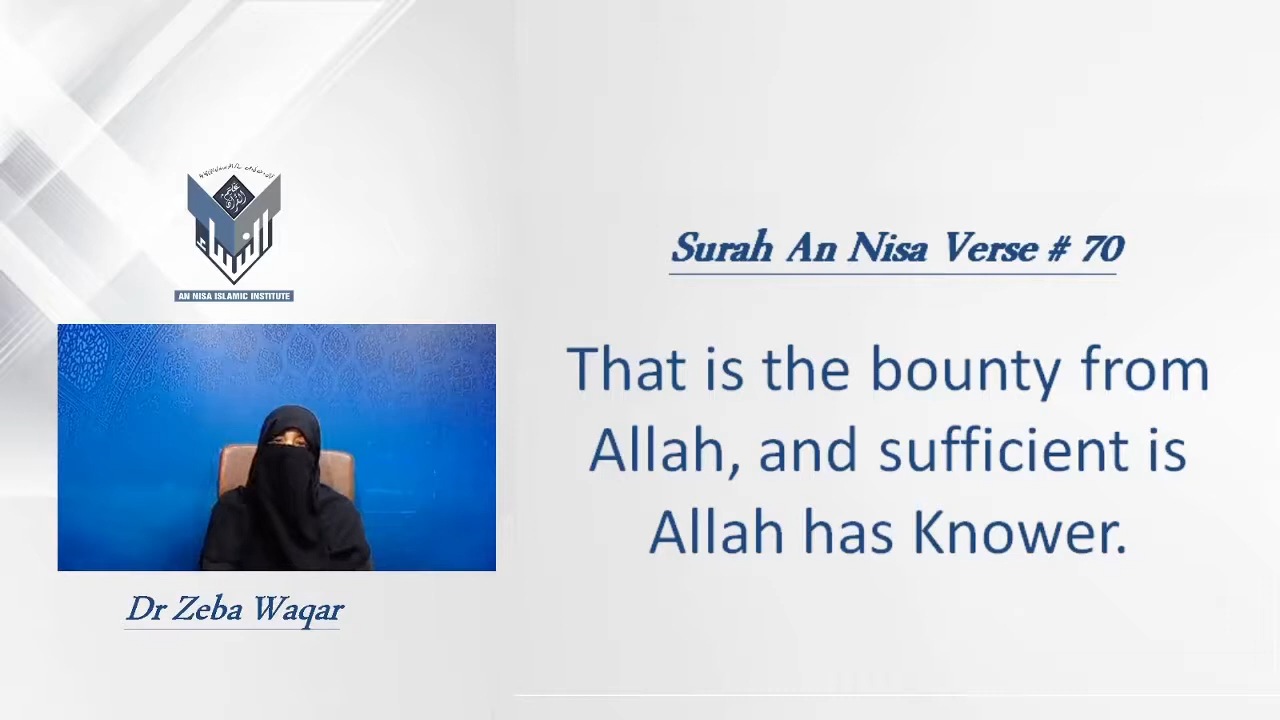 النساء
AN NISA ISLAMIC INSTITUTE
Surah An Nisa Verse # 70
That is the bounty from
Allah, and sufficient is
Allah has Knower.
Dr Zeba Waqar